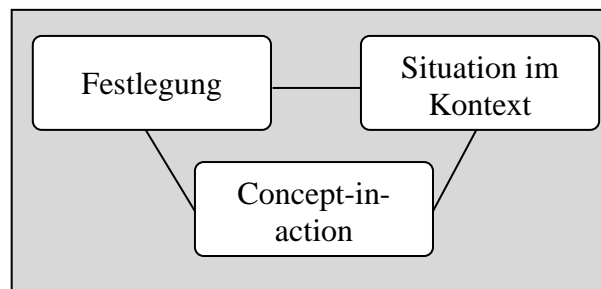 Festlegung
Situation im
Kontext
Concept-in-
action